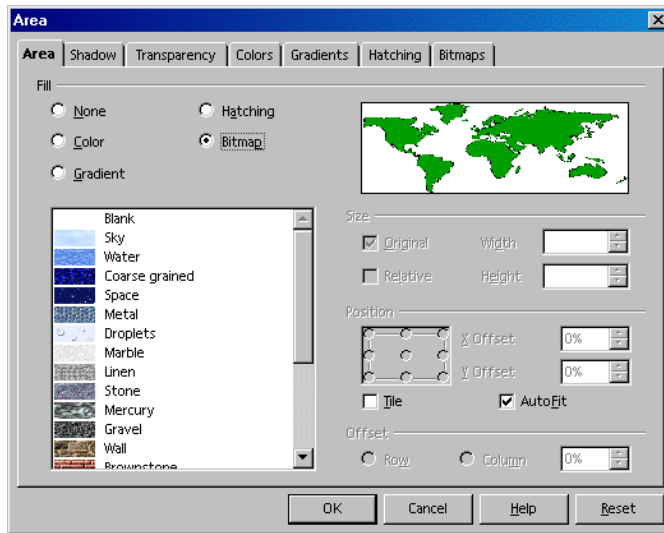 Area
Area Shadow Transparency Colors Gradients Hatching Bitmaps
Fill
None
Hatching
Color
Bitmap
Gradient
Blank
Sky
Water
Coarse grained
Space
Metal
Droplets
Marble
Linen
Stone
Mercury
Gravel
Wall
Brownstone
Size
Original Width
Relative Height
Position
X Offset 0%
Y Offset 0%
Tile AutoFit
Offset
Row Column 0%
OK Cancel Help Reset